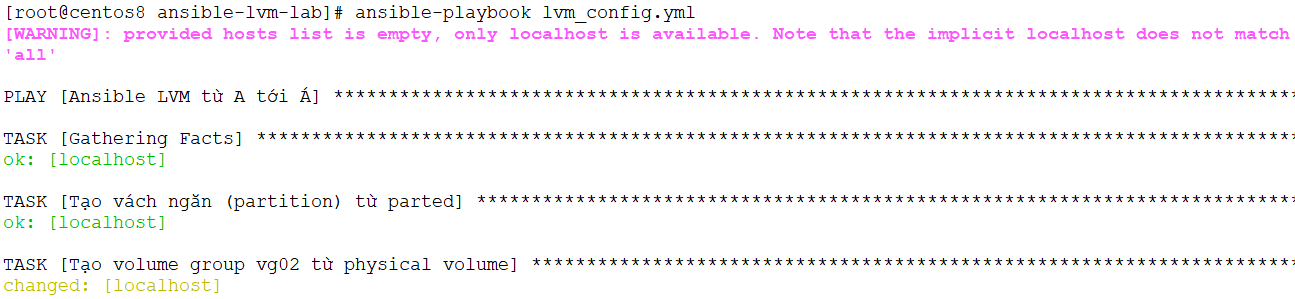 [root@centos8 ansible-lvm-lab]# ansible-playbook lvm_config.yml
[WARNING]: provided hosts list is empty, only localhost is available. Note that the implicit localhost does not match
'all'
PLAY [Ansible LVM từ A tới Á] ****************************************************************************************
TASK [Gathering Facts] ***********************************************************************************************
ok: [localhost]
TASK [Tạo vách ngăn (partition) từ parted] ***************************************************************************
ok: [localhost]
TASK [Tạo volume group vg02 từ physical volume] **********************************************************************
changed: [localhost]